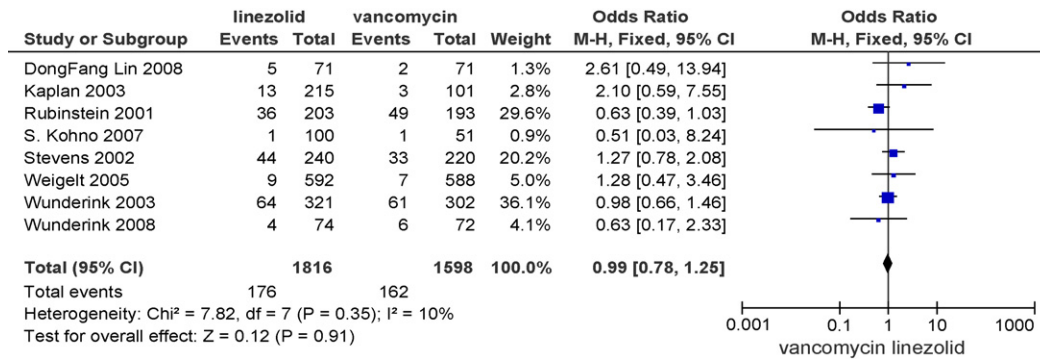 linezolid vancomycin Odds Ratio Odds Ratio
Study or Subgroup Events Total Events Total Weight M-H, Fixed, 95% CI M-H, Fixed, 95% CI
DongFang Lin 2008 5 71 2 71 1.3% 2.61 [0.49, 13.94]
Kaplan 2003 13 215 3 101 2.8% 2.10 [0.59, 7.55]
Rubinstein 2001 36 203 49 193 29.6% 0.63 [0.39, 1.03]
S. Kohno 2007 1 100 1 51 0.9% 0.51 [0.03, 8.24]
Stevens 2002 44 240 33 220 20.2% 1.27 [0.78, 2.08]
Weigelt 2005 9 592 7 588 5.0% 1.28 [0.47, 3.46]
Wunderink 2003 64 321 61 302 36.1% 0.98 [0.66, 1.46]
Wunderink 2008 4 74 6 72 4.1% 0.63 [0.17, 2.33]
Total (95% CI) 1816 1598 100.0% 0.99 [0.78, 1.25]
Total events 176 162
Heterogeneity: Chi² = 7.82, df = 7 (P = 0.35); I² = 10%
Test for overall effect: Z = 0.12 (P = 0.91)
0.001 0.1 1 10 1000
vancomycin linezolid